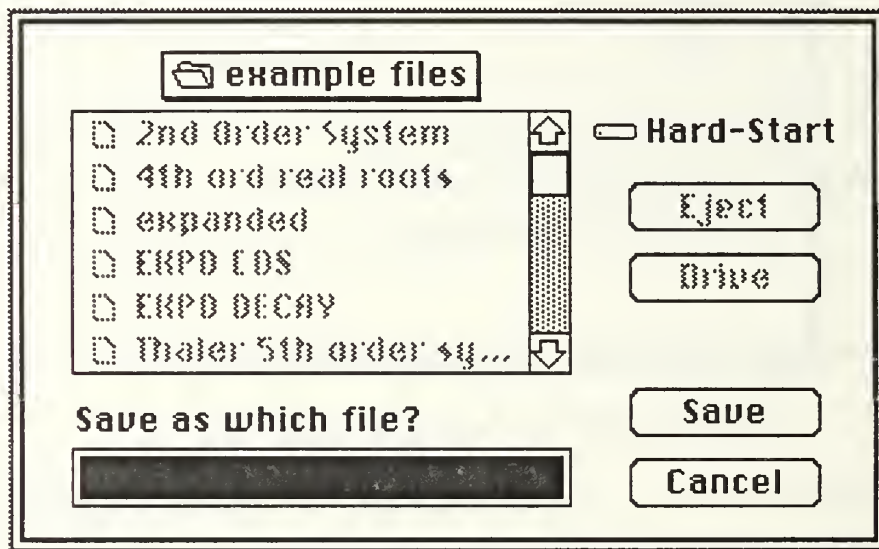 example files
2nd Order System
4th ord real roots
expanded
EXPO COS
EXPO DECAY
Thaler 5th order sy...
Hard-Start
Eject
Drive
Save as which file?
Save
Cancel